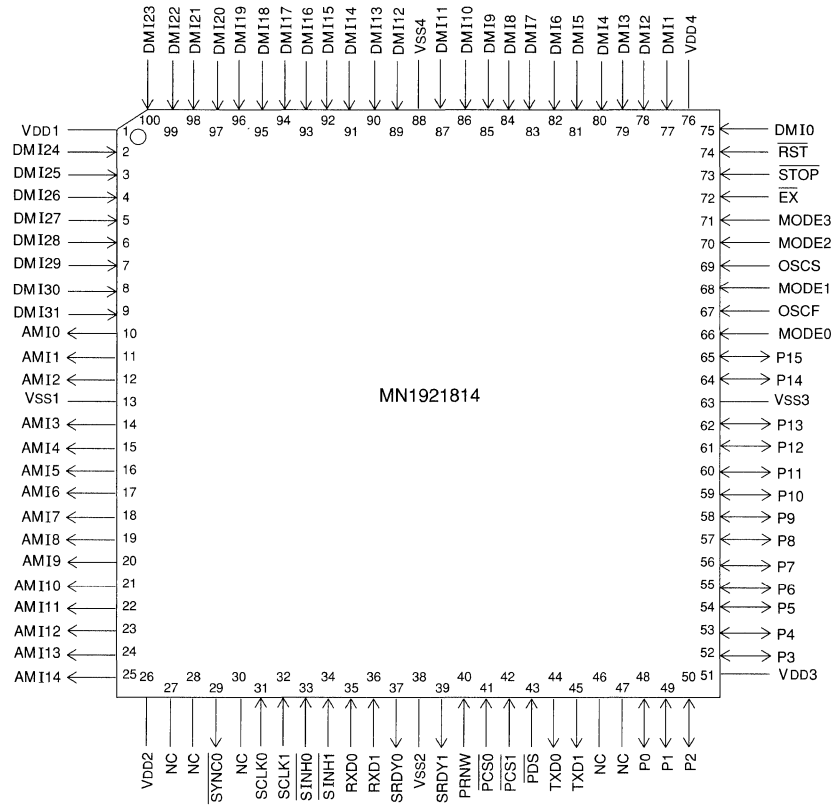 DMI23 DMI22 DMI21 DMI20 DMI19 DMI18 DMI17 DMI16 DMI15 DMI14 DMI13 DMI12 VSS4 DMI11 DMI10 DMI9 DMI8 DMI7 DMI6 DMI5 DMI4 DMI3 DMI2 DMI1 VDD4
100 99 98 97 96 95 94 93 92 91 90 89 88 87 86 85 84 83 82 81 80 79 78 77 76
VDD1 1 75 DMI0
DMI24 2 74 RST
DMI25 3 73 STOP
DMI26 4 72 EX
DMI27 5 71 MODE3
DMI28 6 70 MODE2
DMI29 7 69 OSCS
DMI30 8 68 MODE1
DMI31 9 67 OSCF
AMI0 10 66 MODE0
AMI1 11 65 P15
AMI2 12 64 P14
VSS1 13 63 VSS3
MN1921814
AMI3 14 62 P13
AMI4 15 61 P12
AMI5 16 60 P11
AMI6 17 59 P10
AMI7 18 58 P9
AMI8 19 57 P8
AMI9 20 56 P7
AMI10 21 55 P6
AMI11 22 54 P5
AMI12 23 53 P4
AMI13 24 52 P3
AMI14 25 51 VDD3
26 27 28 29 30 31 32 33 34 35 36 37 38 39 40 41 42 43 44 45 46 47 48 49 50
VDD2 NC NC SYNC0 NC SCLK0 SCLK1 SINH0 SINH1 RXD0 RXD1 SRDY0 VSS2 SRDY1 PRNW PCS0 PCS1 PDS TXD0 TXD1 NC NC P0 P1 P2